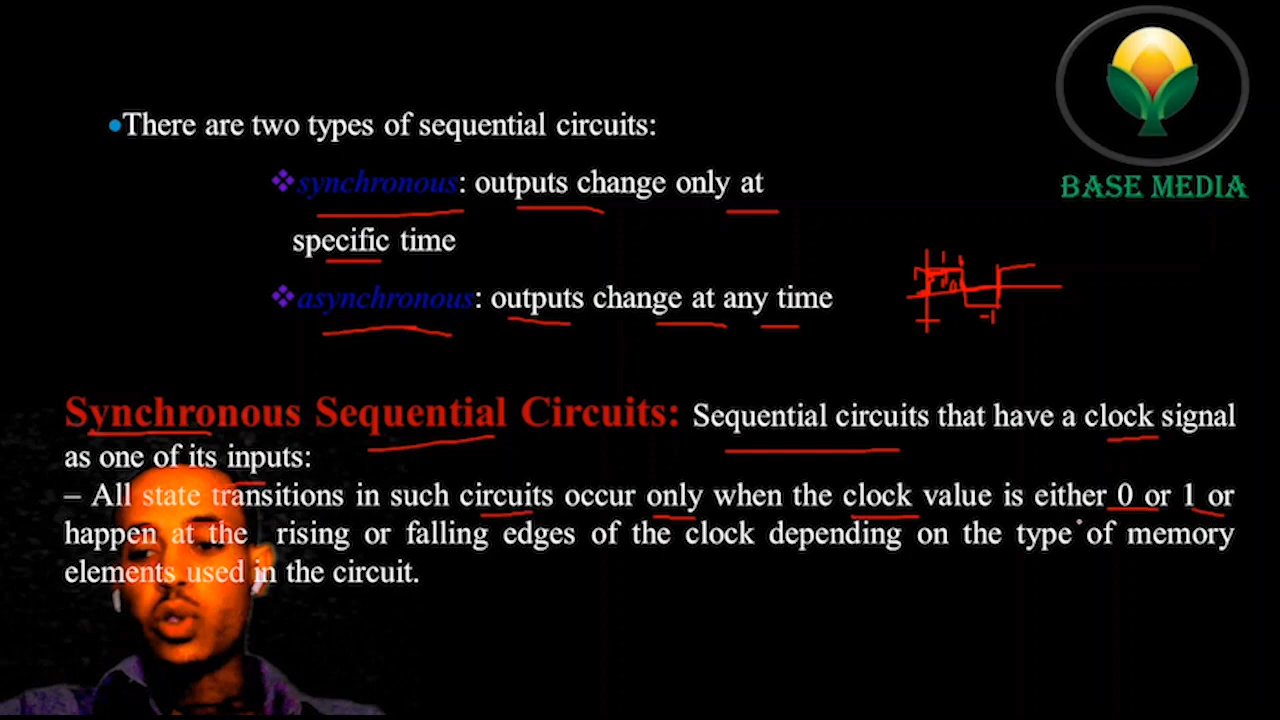 BASE MEDIA
•There are two types of sequential circuits:
❖synchronous: outputs change only at
specific time
❖asynchronous: outputs change at any time
1
-1
Synchronous Sequential Circuits: Sequential circuits that have a clock signal
as one of its inputs:
– All state transitions in such circuits occur only when the clock value is either 0 or 1 or
happen at the rising or falling edges of the clock depending on the type of memory
elements used in the circuit.